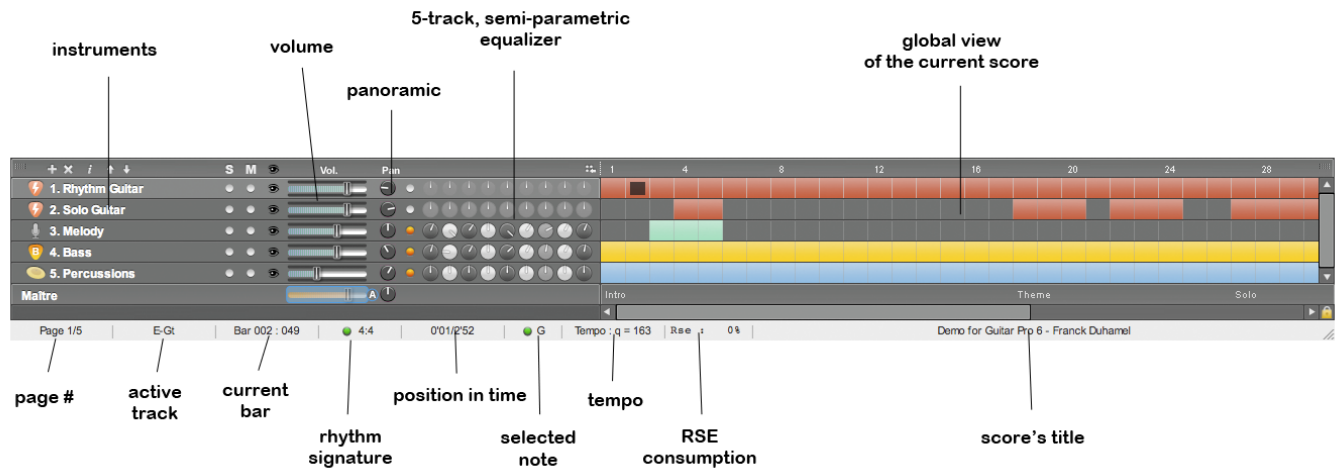 5-track, semi-parametric
equalizer
instruments
volume
global view
of the current score
panoramic
+ × i S M Vol. Pan 1 4 8 12 16 20 24 28
1. Rhythm Guitar
2. Solo Guitar
3. Melody
B 4. Bass
5. Percussions
Maître A Intro Theme Solo
Page 1/5 E-Gt Bar 002 : 049 4:4 0'01/2'52 G Tempo : q = 163 Rse : 0% Demo for Guitar Pro 6 - Franck Duhamel
page #
active
track
current
bar
position in time
tempo
rhythm
signature
selected
note
RSE
consumption
score's title